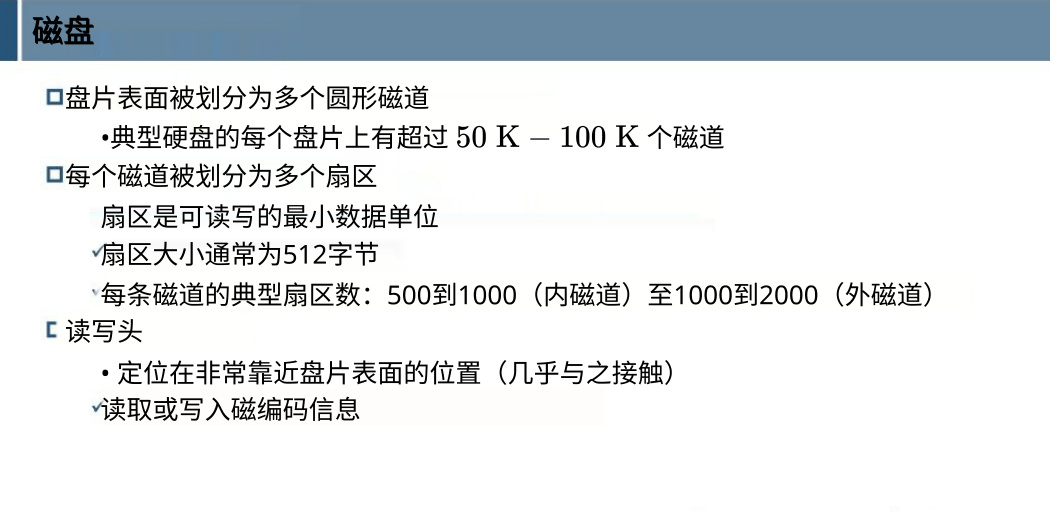 磁盘
盘片表面被划分为多个圆形磁道
•典型硬盘的每个盘片上有超过 50 K − 100 K 个磁道
每个磁道被划分为多个扇区
扇区是可读写的最小数据单位
扇区大小通常为512字节
每条磁道的典型扇区数：500到1000（内磁道）至1000到2000（外磁道）
读写头
• 定位在非常靠近盘片表面的位置（几乎与之接触）
读取或写入磁编码信息